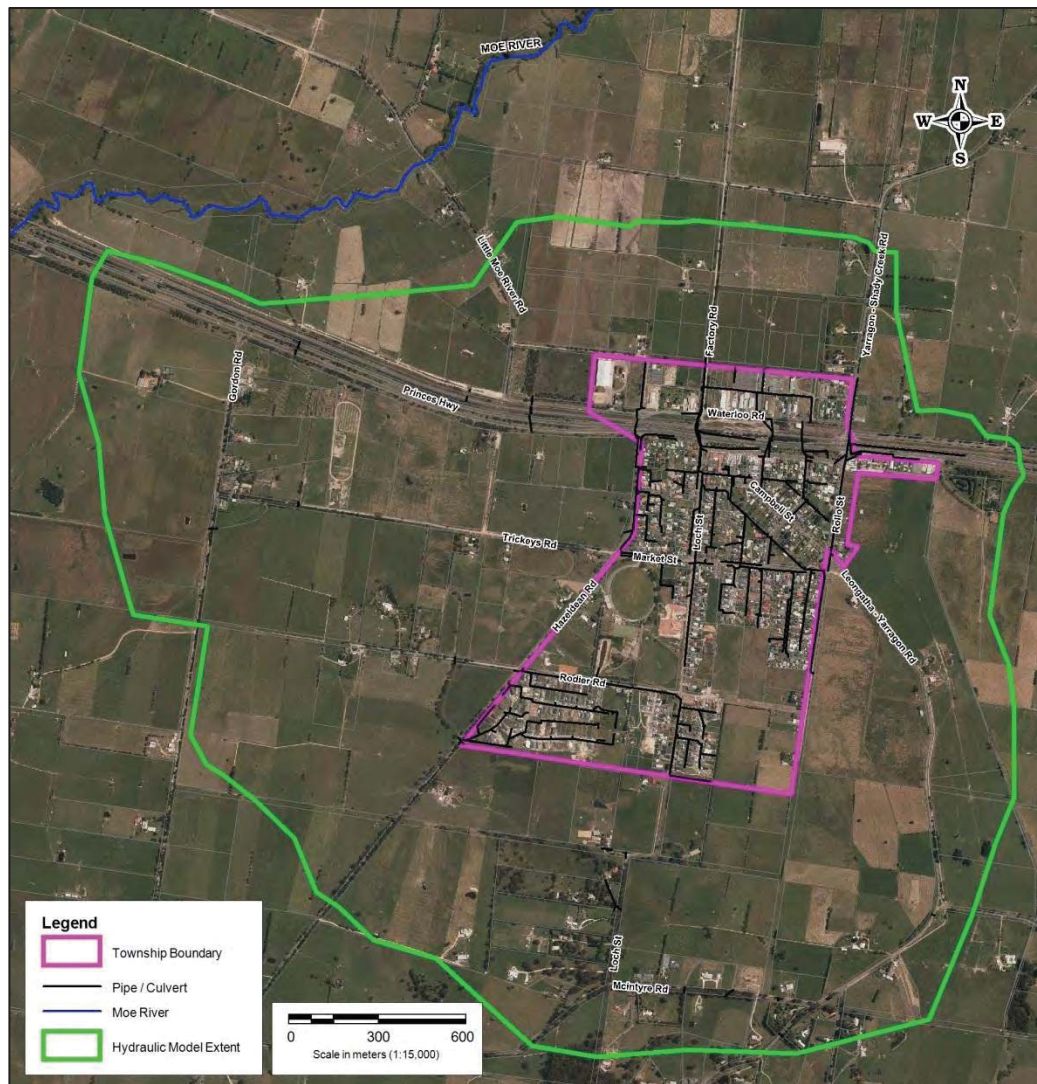 MOE RIVER
N
W E
S
Little Moe River Rd
Yarragon - Shady Creek Rd
Factory Rd
Gordon Rd
Princes Hwy
Waterloo Rd
Campbell St
Rollo St
Loch St
Trickeys Rd
Market St
Hazeldean Rd
Leongatha - Yarragon Rd
Rodier Rd
Loch St
McIntyre Rd
Legend
Township Boundary
Pipe / Culvert
Moe River
Hydraulic Model Extent
0 300 600
Scale in meters (1:15,000)